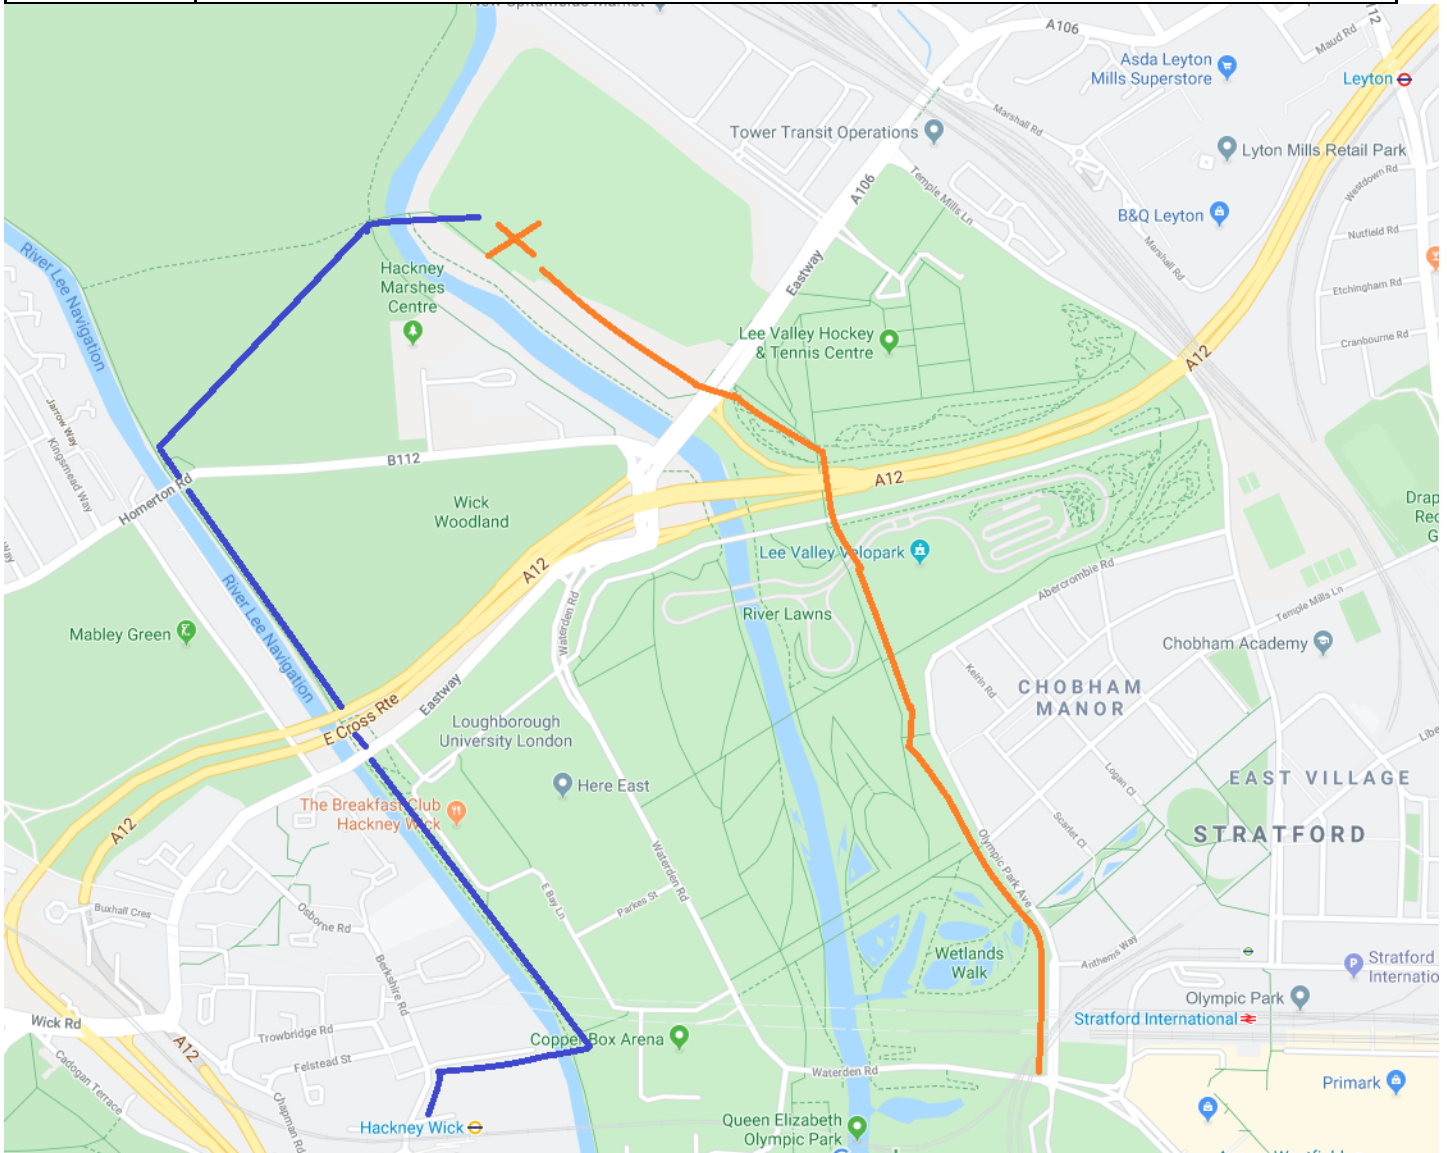 New Spitalfields Market
A106
Maud Rd
Asda Leyton
Mills Superstore
Leyton
Tower Transit Operations
Marshall Rd
Lyton Mills Retail Park
A106
Temple Mills Ln
Westdown Rd
B&Q Leyton
Marshall Rd
Nutfield Rd
River Lee Navigation
Hackney
Marshes
Centre
Eastway
Etchingham Rd
Lee Valley Hockey
& Tennis Centre
Cranbourne Rd
A12
Jarrow Way
Kingsmead Way
B112
Homerton Rd
A12
Wick
Woodland
Way
Lee Valley Velopark
A12
River Lee Navigation
Waterden Rd
River Lawns
Abercrombie Rd
Temple Mills Ln
Mabley Green
Chobham Academy
Keirin Rd
CHOBHAM
MANOR
E Cross Rte
Eastway
Loughborough
University London
Here East
Logan Cl
EAST VILLAGE
The Breakfast Club
Hackney Wick
A12
Scarlet Cl
STRATFORD
Olympic Park Ave
Waterden Rd
E Bay Ln
Parkes St
Buxhall Cres
Osborne Rd
Berkshire Rd
Anthems Way
Wetlands
Walk
Stratford
Internatio
Olympic Park
Stratford International
Wick Rd
Trowbridge Rd
A12
Felstead St
Copper Box Arena
Waterden Rd
Cadogan Terrace
Chapman Rd
Primark
Hackney Wick
Queen Elizabeth
Olympic Park